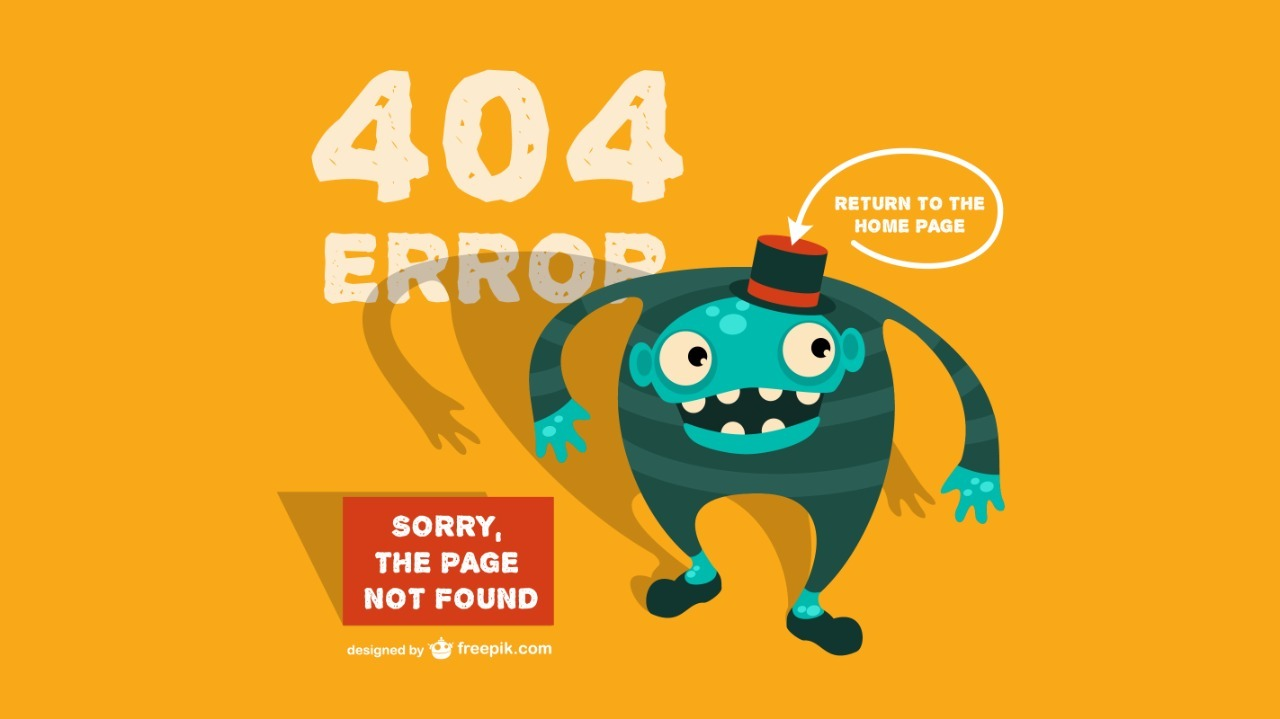 404
ERROR
RETURN TO THE
HOME PAGE
SORRY,
THE PAGE
NOT FOUND
designed by freepik.com